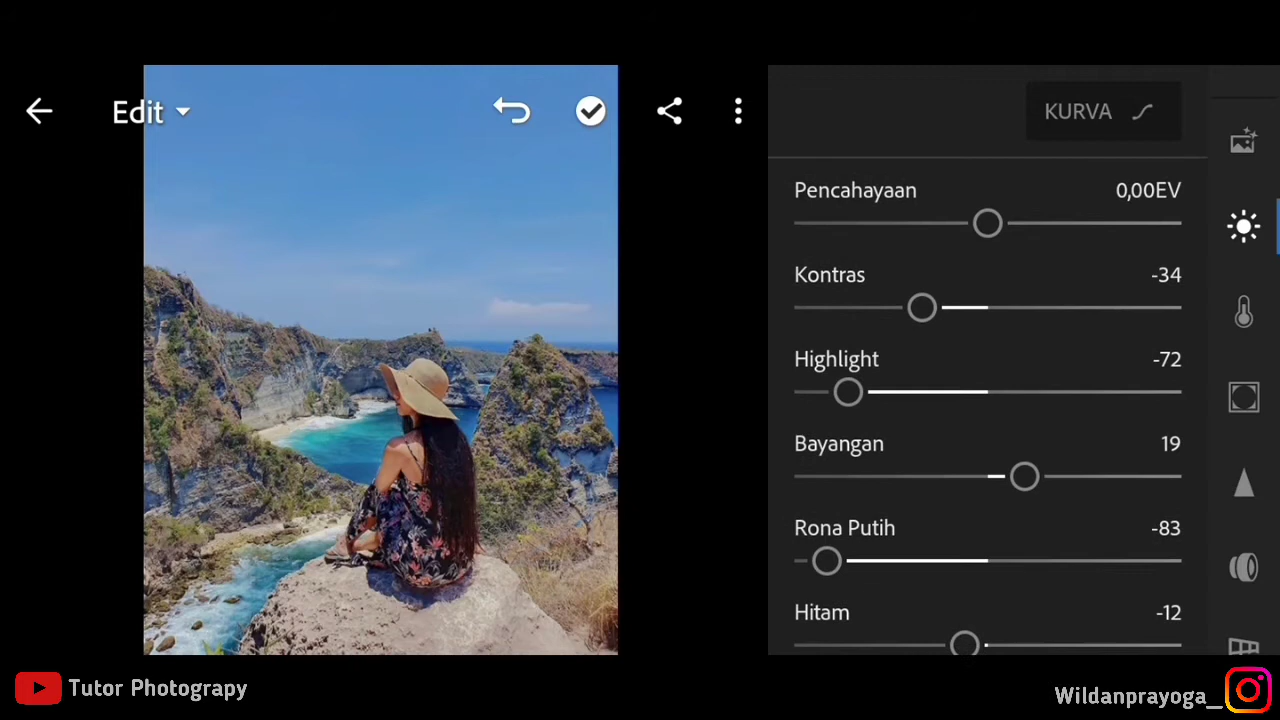 Edit
KURVA
Pencahayaan 0,00EV
Kontras -34
Highlight -72
Bayangan 19
Rona Putih -83
Hitam -12
Tutor Photograpy
Wildanprayoga_